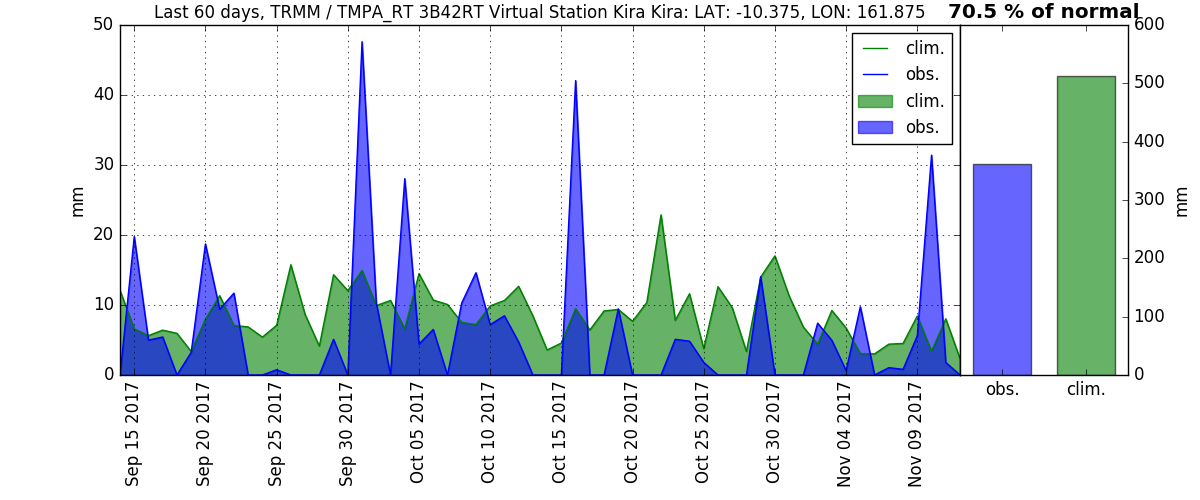 Last 60 days, TRMM / TMPA_RT 3B42RT Virtual Station Kira Kira: LAT: -10.375, LON: 161.875
70.5 % of normal
50
40
30
20
10
0
mm
clim.
obs.
clim.
obs.
600
500
400
300
200
100
0
mm
Sep 15 2017
Sep 20 2017
Sep 25 2017
Sep 30 2017
Oct 05 2017
Oct 10 2017
Oct 15 2017
Oct 20 2017
Oct 25 2017
Oct 30 2017
Nov 04 2017
Nov 09 2017
obs.
clim.